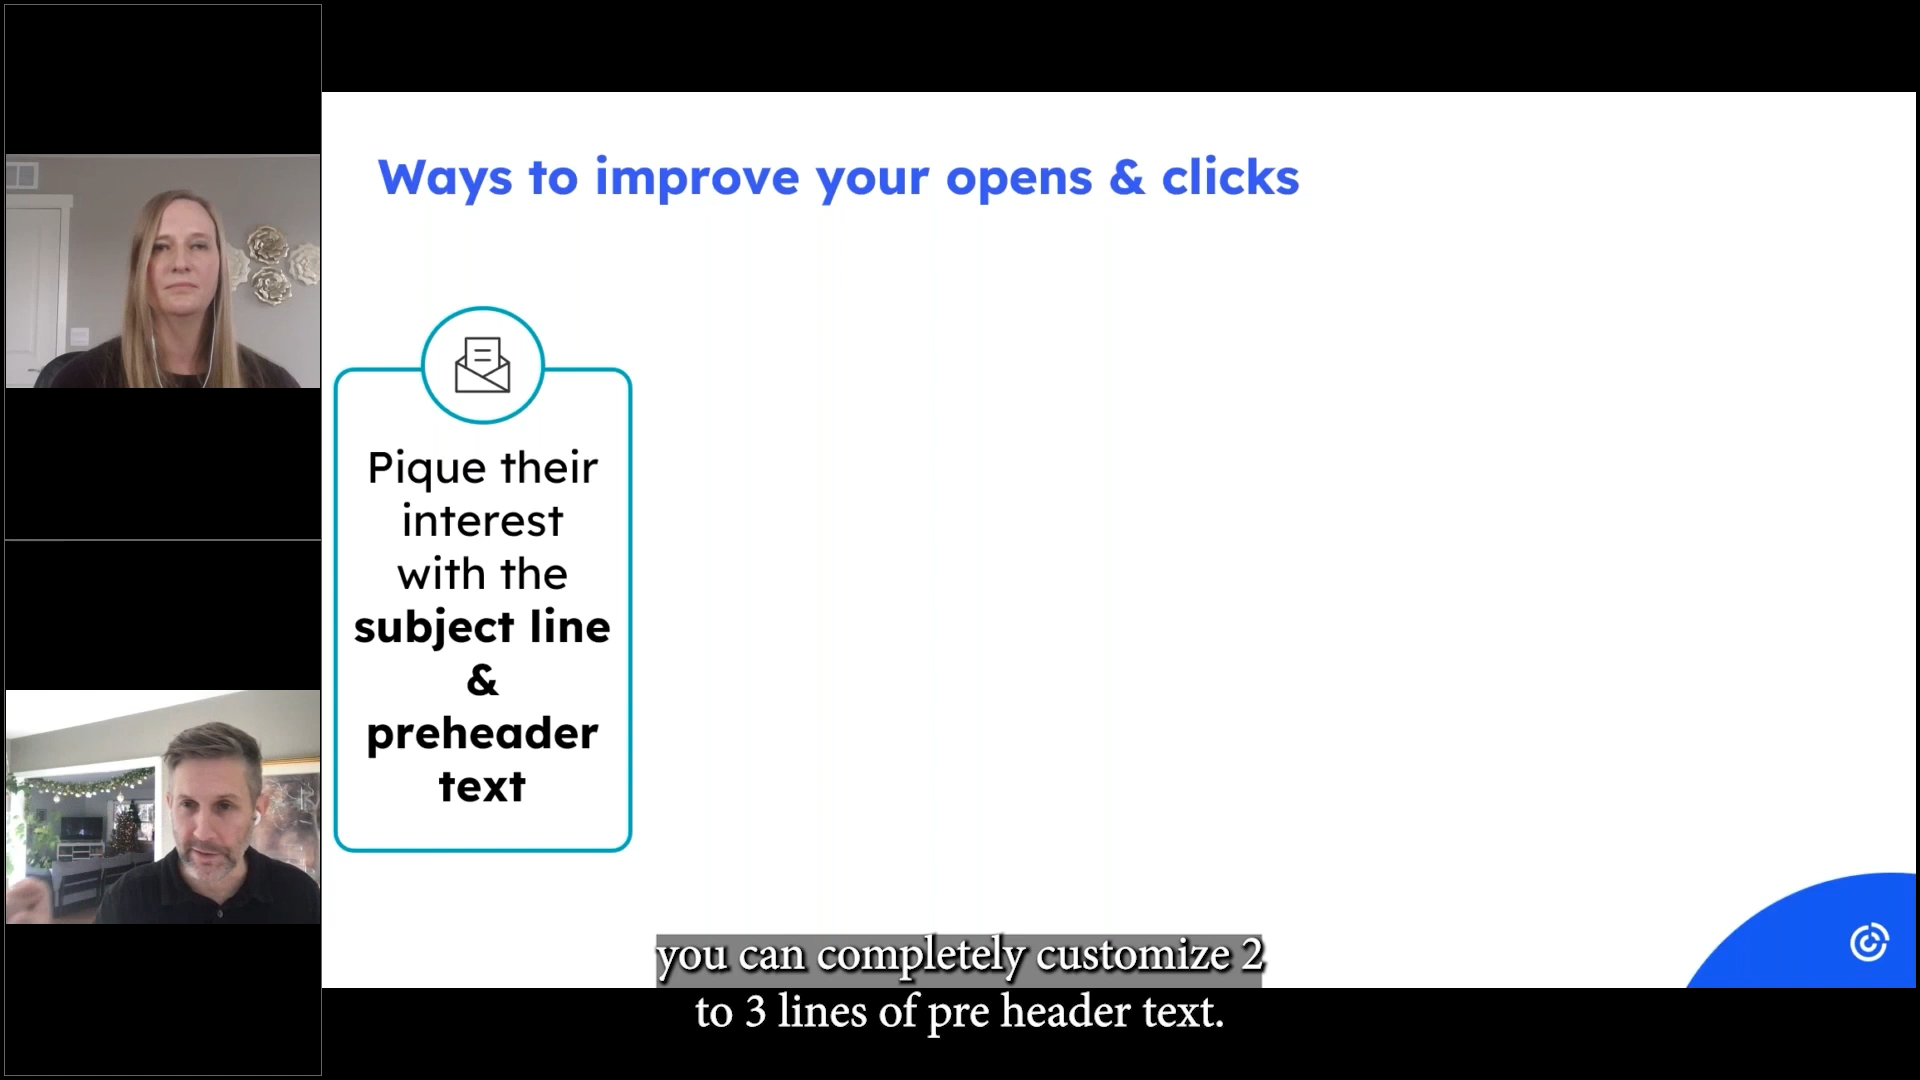 Ways to improve your opens & clicks
Pique their
interest
with the
subject line
&
preheader
text
you can completely customize 2
to 3 lines of pre header text.